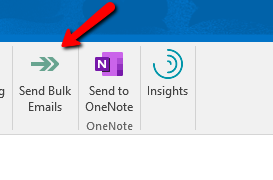 g
Send Bulk
Emails
Send to
OneNote
Insights
N
OneNote